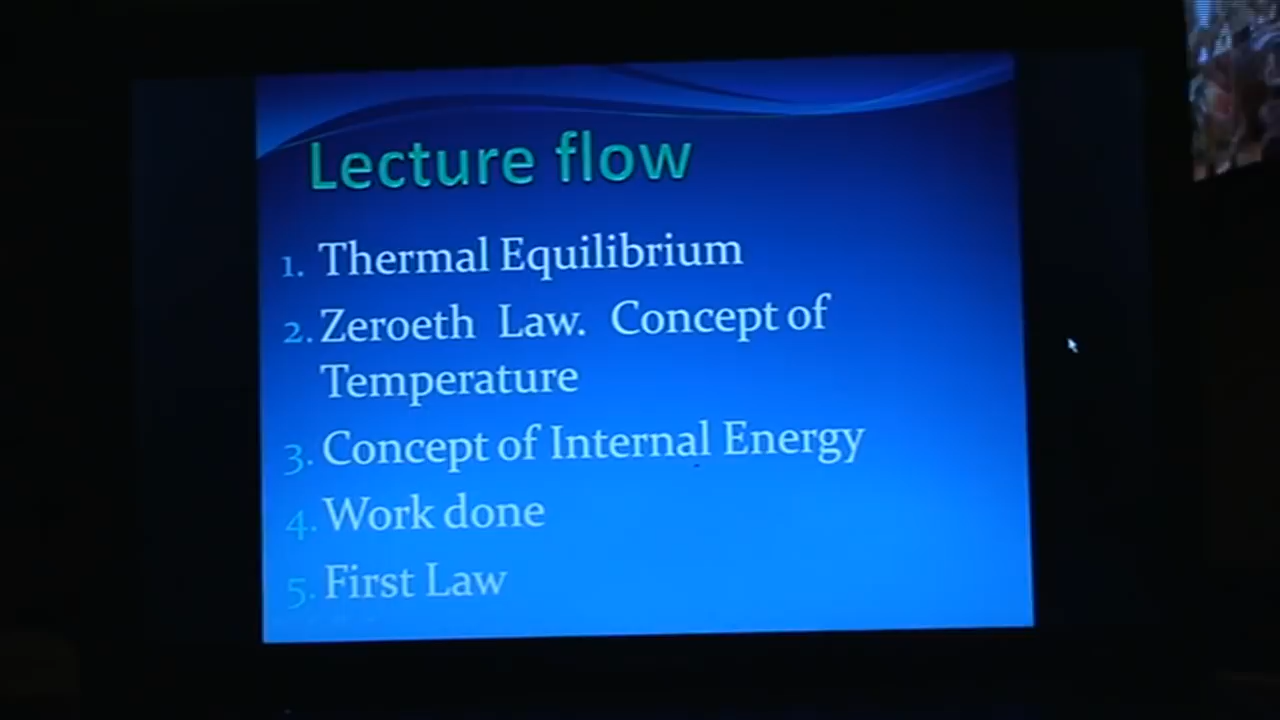 Lecture flow
1. Thermal Equilibrium
2. Zeroeth Law. Concept of
Temperature
3. Concept of Internal Energy
4. Work done
5. First Law